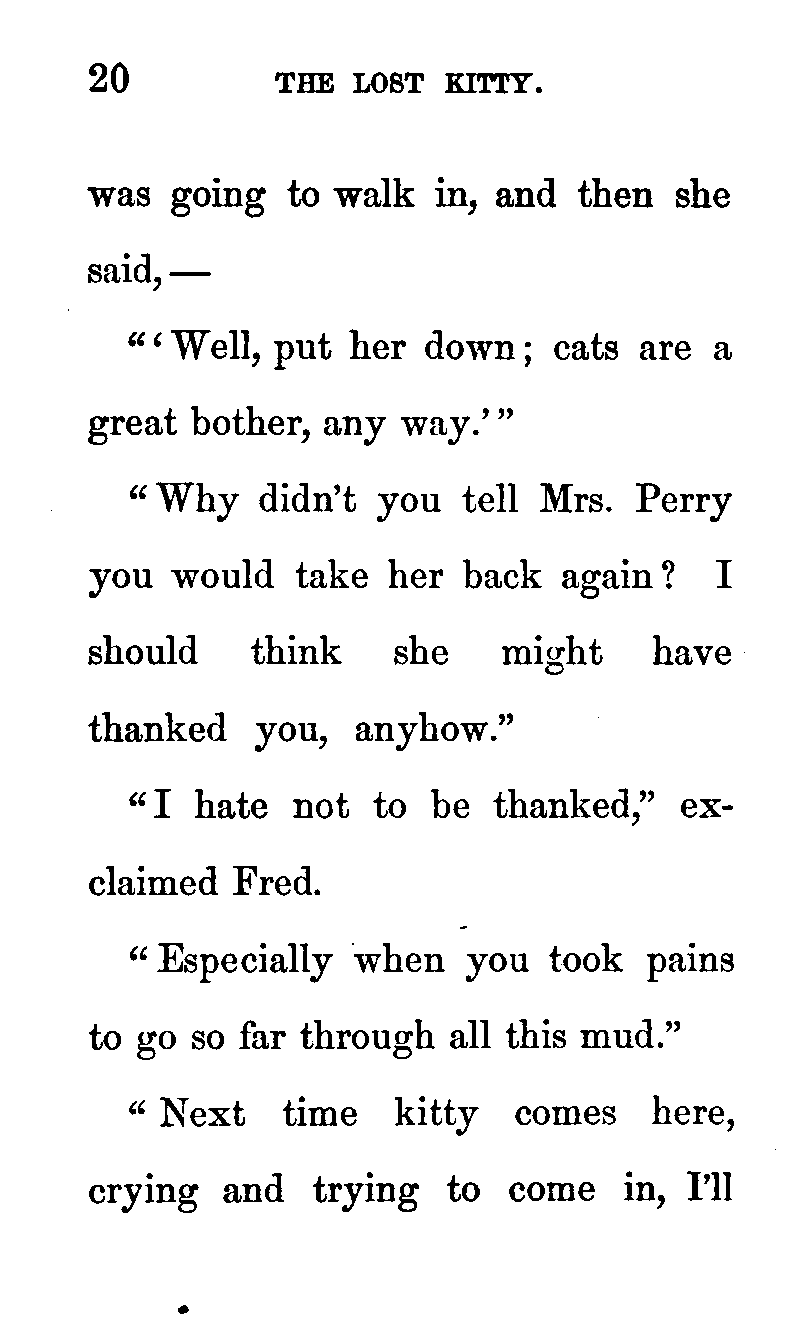 20 THE LOST KITTY.
was going to walk in, and then she
said,—
"'Well, put her down; cats are a
great bother, any way.'"
"Why didn't you tell Mrs. Perry
you would take her back again? I
should think she might have
thanked you, anyhow."
"I hate not to be thanked," ex-
claimed Fred.
"Especially when you took pains
to go so far through all this mud."
"Next time kitty comes here,
crying and trying to come in, I'll